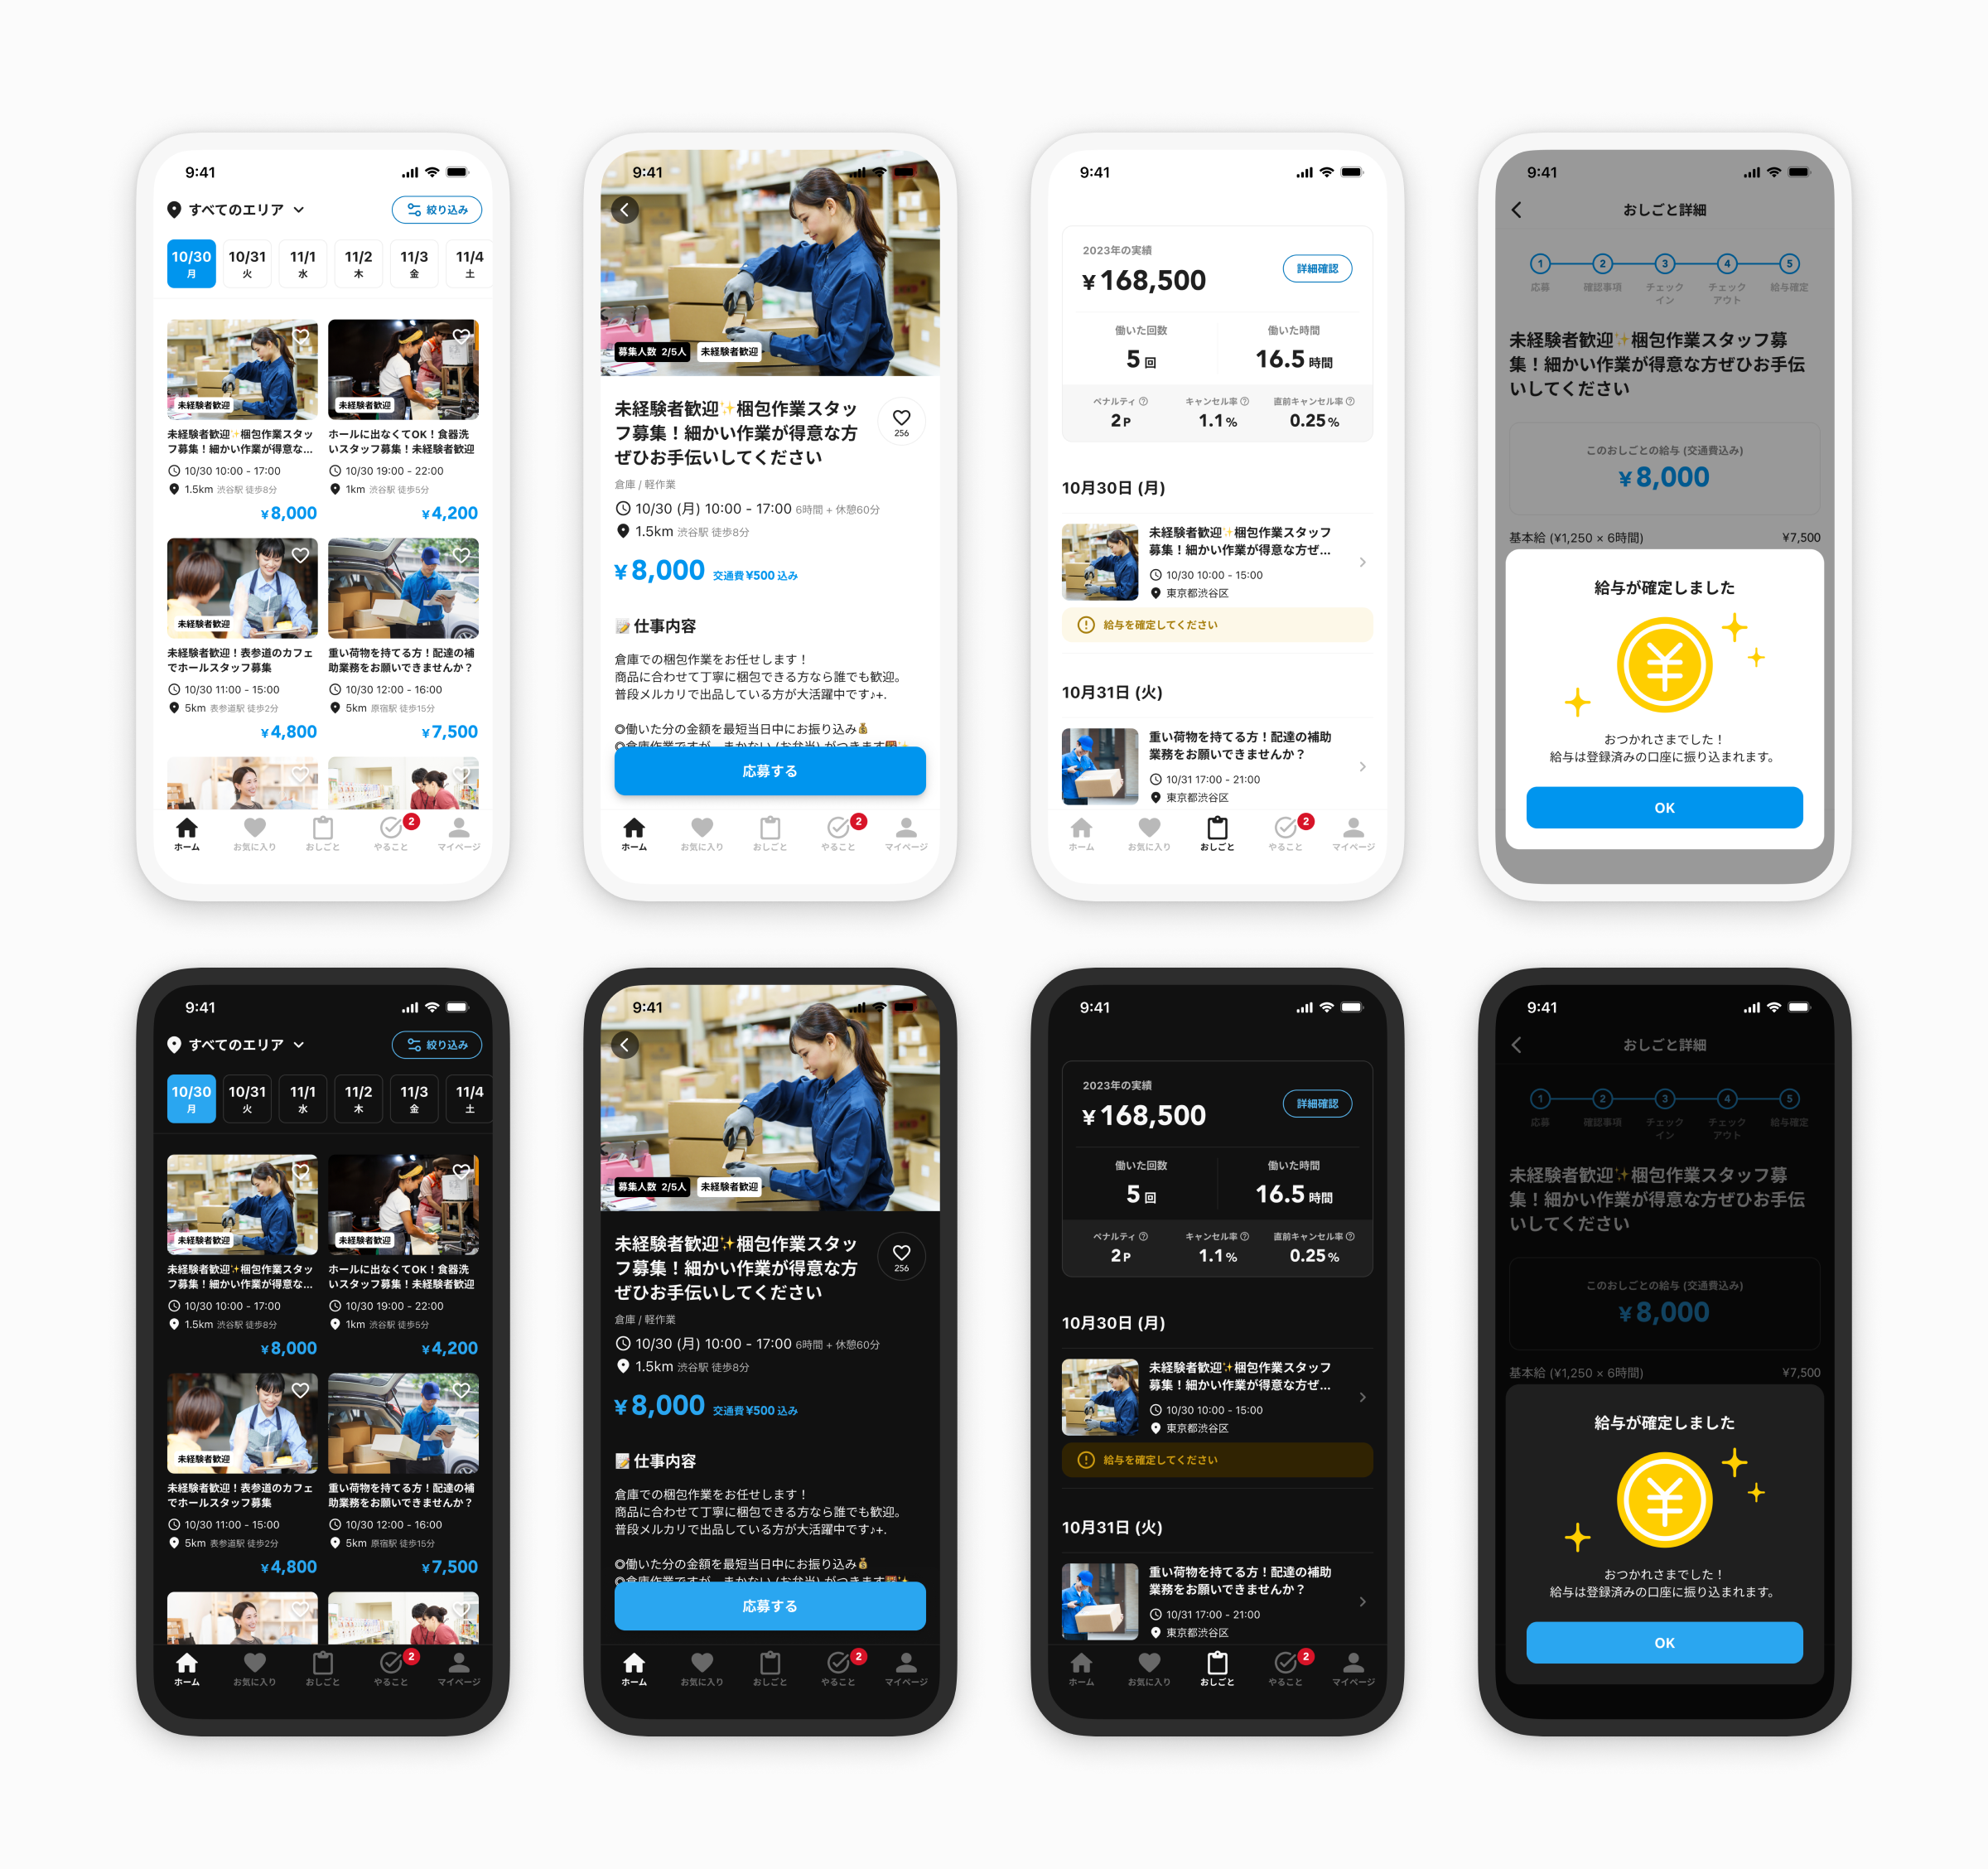 9:41
すべてのエリア
絞り込み
10/30 10/31 11/1 11/2 11/3 11/4
月 火 水 木 金 土
未経験者歓迎
未経験者歓迎✨梱包作業スタッ
フ募集！細かい作業が得意な...
10/30 10:00 - 17:00
1.5km 渋谷駅 徒歩8分
¥8,000
未経験者歓迎
ホールに出なくてOK！食器洗
いスタッフ募集！未経験者歓迎
10/30 19:00 - 22:00
1km 渋谷駅 徒歩5分
¥4,200
未経験者歓迎
未経験者歓迎！表参道のカフェ
でホールスタッフ募集
10/30 11:00 - 15:00
5km 表参道駅 徒歩2分
¥4,800
重い荷物を持てる方！配達の補
助業務をお願いできませんか？
10/30 12:00 - 16:00
5km 原宿駅 徒歩15分
¥7,500
2
ホーム お気に入り おしごと やること マイページ
9:41
募集人数 2/5人 未経験者歓迎
未経験者歓迎✨梱包作業スタッ
フ募集！細かい作業が得意な方
ぜひお手伝いしてください
256
倉庫 / 軽作業
10/30 (月) 10:00 - 17:00 6時間 + 休憩60分
1.5km 渋谷駅 徒歩8分
¥8,000 交通費 ¥500 込み
📝 仕事内容
倉庫での梱包作業をお任せします！
商品に合わせて丁寧に梱包できる方なら誰でも歓迎。
普段メルカリで出品している方が大活躍中です♪+.
◎働いた分の金額を最短当日中にお振り込み💰
◎倉庫作業ですが、まかない (お弁当) がつきます🍱✨
応募する
2
ホーム お気に入り おしごと やること マイページ
9:41
2023年の実績
¥168,500
詳細確認
働いた回数 働いた時間
5 回 16.5 時間
ペナルティ キャンセル率 直前キャンセル率
2P 1.1% 0.25%
10月30日 (月)
未経験者歓迎✨梱包作業スタッフ
募集！細かい作業が得意な方ぜ...
10/30 10:00 - 15:00
東京都渋谷区
給与を確定してください
10月31日 (火)
重い荷物を持てる方！配達の補助
業務をお願いできませんか？
10/31 17:00 - 21:00
東京都渋谷区
2
ホーム お気に入り おしごと やること マイページ
9:41
おしごと詳細
1 2 3 4 5
応募 確認事項 チェック チェック 給与確定
イン アウト
未経験者歓迎✨梱包作業スタッフ募
集！細かい作業が得意な方ぜひお手伝
いしてください
このおしごとの給与 (交通費込み)
¥8,000
基本給 (¥1,250 × 6時間) ¥7,500
給与が確定しました
¥
おつかれさまでした！
給与は登録済みの口座に振り込まれます。
OK
9:41
すべてのエリア
絞り込み
10/30 10/31 11/1 11/2 11/3 11/4
月 火 水 木 金 土
未経験者歓迎
未経験者歓迎✨梱包作業スタッ
フ募集！細かい作業が得意な...
10/30 10:00 - 17:00
1.5km 渋谷駅 徒歩8分
¥8,000
未経験者歓迎
ホールに出なくてOK！食器洗
いスタッフ募集！未経験者歓迎
10/30 19:00 - 22:00
1km 渋谷駅 徒歩5分
¥4,200
未経験者歓迎
未経験者歓迎！表参道のカフェ
でホールスタッフ募集
10/30 11:00 - 15:00
5km 表参道駅 徒歩2分
¥4,800
重い荷物を持てる方！配達の補
助業務をお願いできませんか？
10/30 12:00 - 16:00
5km 原宿駅 徒歩15分
¥7,500
2
ホーム お気に入り おしごと やること マイページ
9:41
募集人数 2/5人 未経験者歓迎
未経験者歓迎✨梱包作業スタッ
フ募集！細かい作業が得意な方
ぜひお手伝いしてください
256
倉庫 / 軽作業
10/30 (月) 10:00 - 17:00 6時間 + 休憩60分
1.5km 渋谷駅 徒歩8分
¥8,000 交通費 ¥500 込み
📝 仕事内容
倉庫での梱包作業をお任せします！
商品に合わせて丁寧に梱包できる方なら誰でも歓迎。
普段メルカリで出品している方が大活躍中です♪+.
◎働いた分の金額を最短当日中にお振り込み💰
◎倉庫作業ですが、まかない (お弁当) がつきます🍱✨
応募する
2
ホーム お気に入り おしごと やること マイページ
9:41
2023年の実績
¥168,500
詳細確認
働いた回数 働いた時間
5 回 16.5 時間
ペナルティ キャンセル率 直前キャンセル率
2P 1.1% 0.25%
10月30日 (月)
未経験者歓迎✨梱包作業スタッフ
募集！細かい作業が得意な方ぜ...
10/30 10:00 - 15:00
東京都渋谷区
給与を確定してください
10月31日 (火)
重い荷物を持てる方！配達の補助
業務をお願いできませんか？
10/31 17:00 - 21:00
東京都渋谷区
2
ホーム お気に入り おしごと やること マイページ
9:41
おしごと詳細
1 2 3 4 5
応募 確認事項 チェック チェック 給与確定
イン アウト
未経験者歓迎✨梱包作業スタッフ募
集！細かい作業が得意な方ぜひお手伝
いしてください
このおしごとの給与 (交通費込み)
¥8,000
基本給 (¥1,250 × 6時間) ¥7,500
給与が確定しました
¥
おつかれさまでした！
給与は登録済みの口座に振り込まれます。
OK